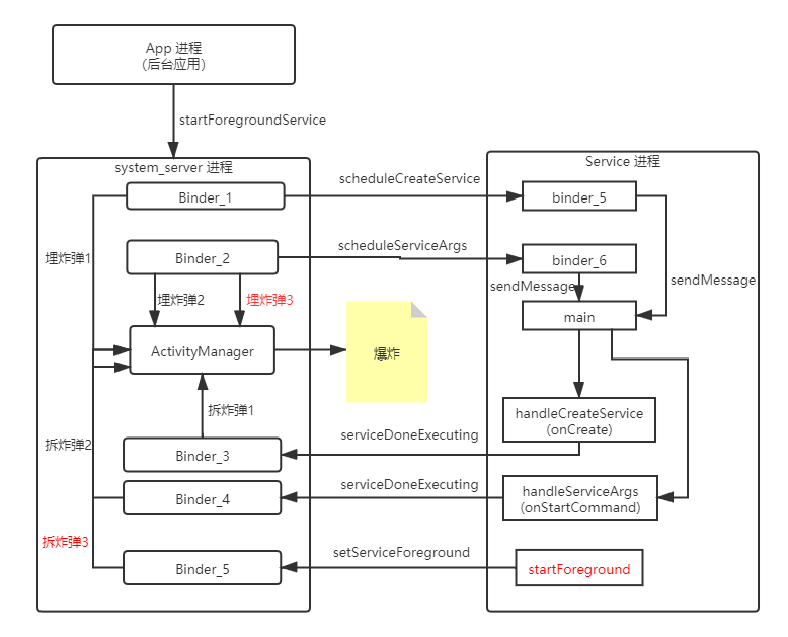 App 进程
(后台应用)
startForegroundService
system_server 进程
Service 进程
Binder_1
scheduleCreateService
binder_5
埋炸弹1
Binder_2
scheduleServiceArgs
binder_6
埋炸弹2
埋炸弹3
sendMessage
sendMessage
main
ActivityManager
爆炸
拆炸弹1
handleCreateService
(onCreate)
拆炸弹2
Binder_3
serviceDoneExecuting
Binder_4
serviceDoneExecuting
handleServiceArgs
(onStartCommand)
拆炸弹3
Binder_5
setServiceForeground
startForeground